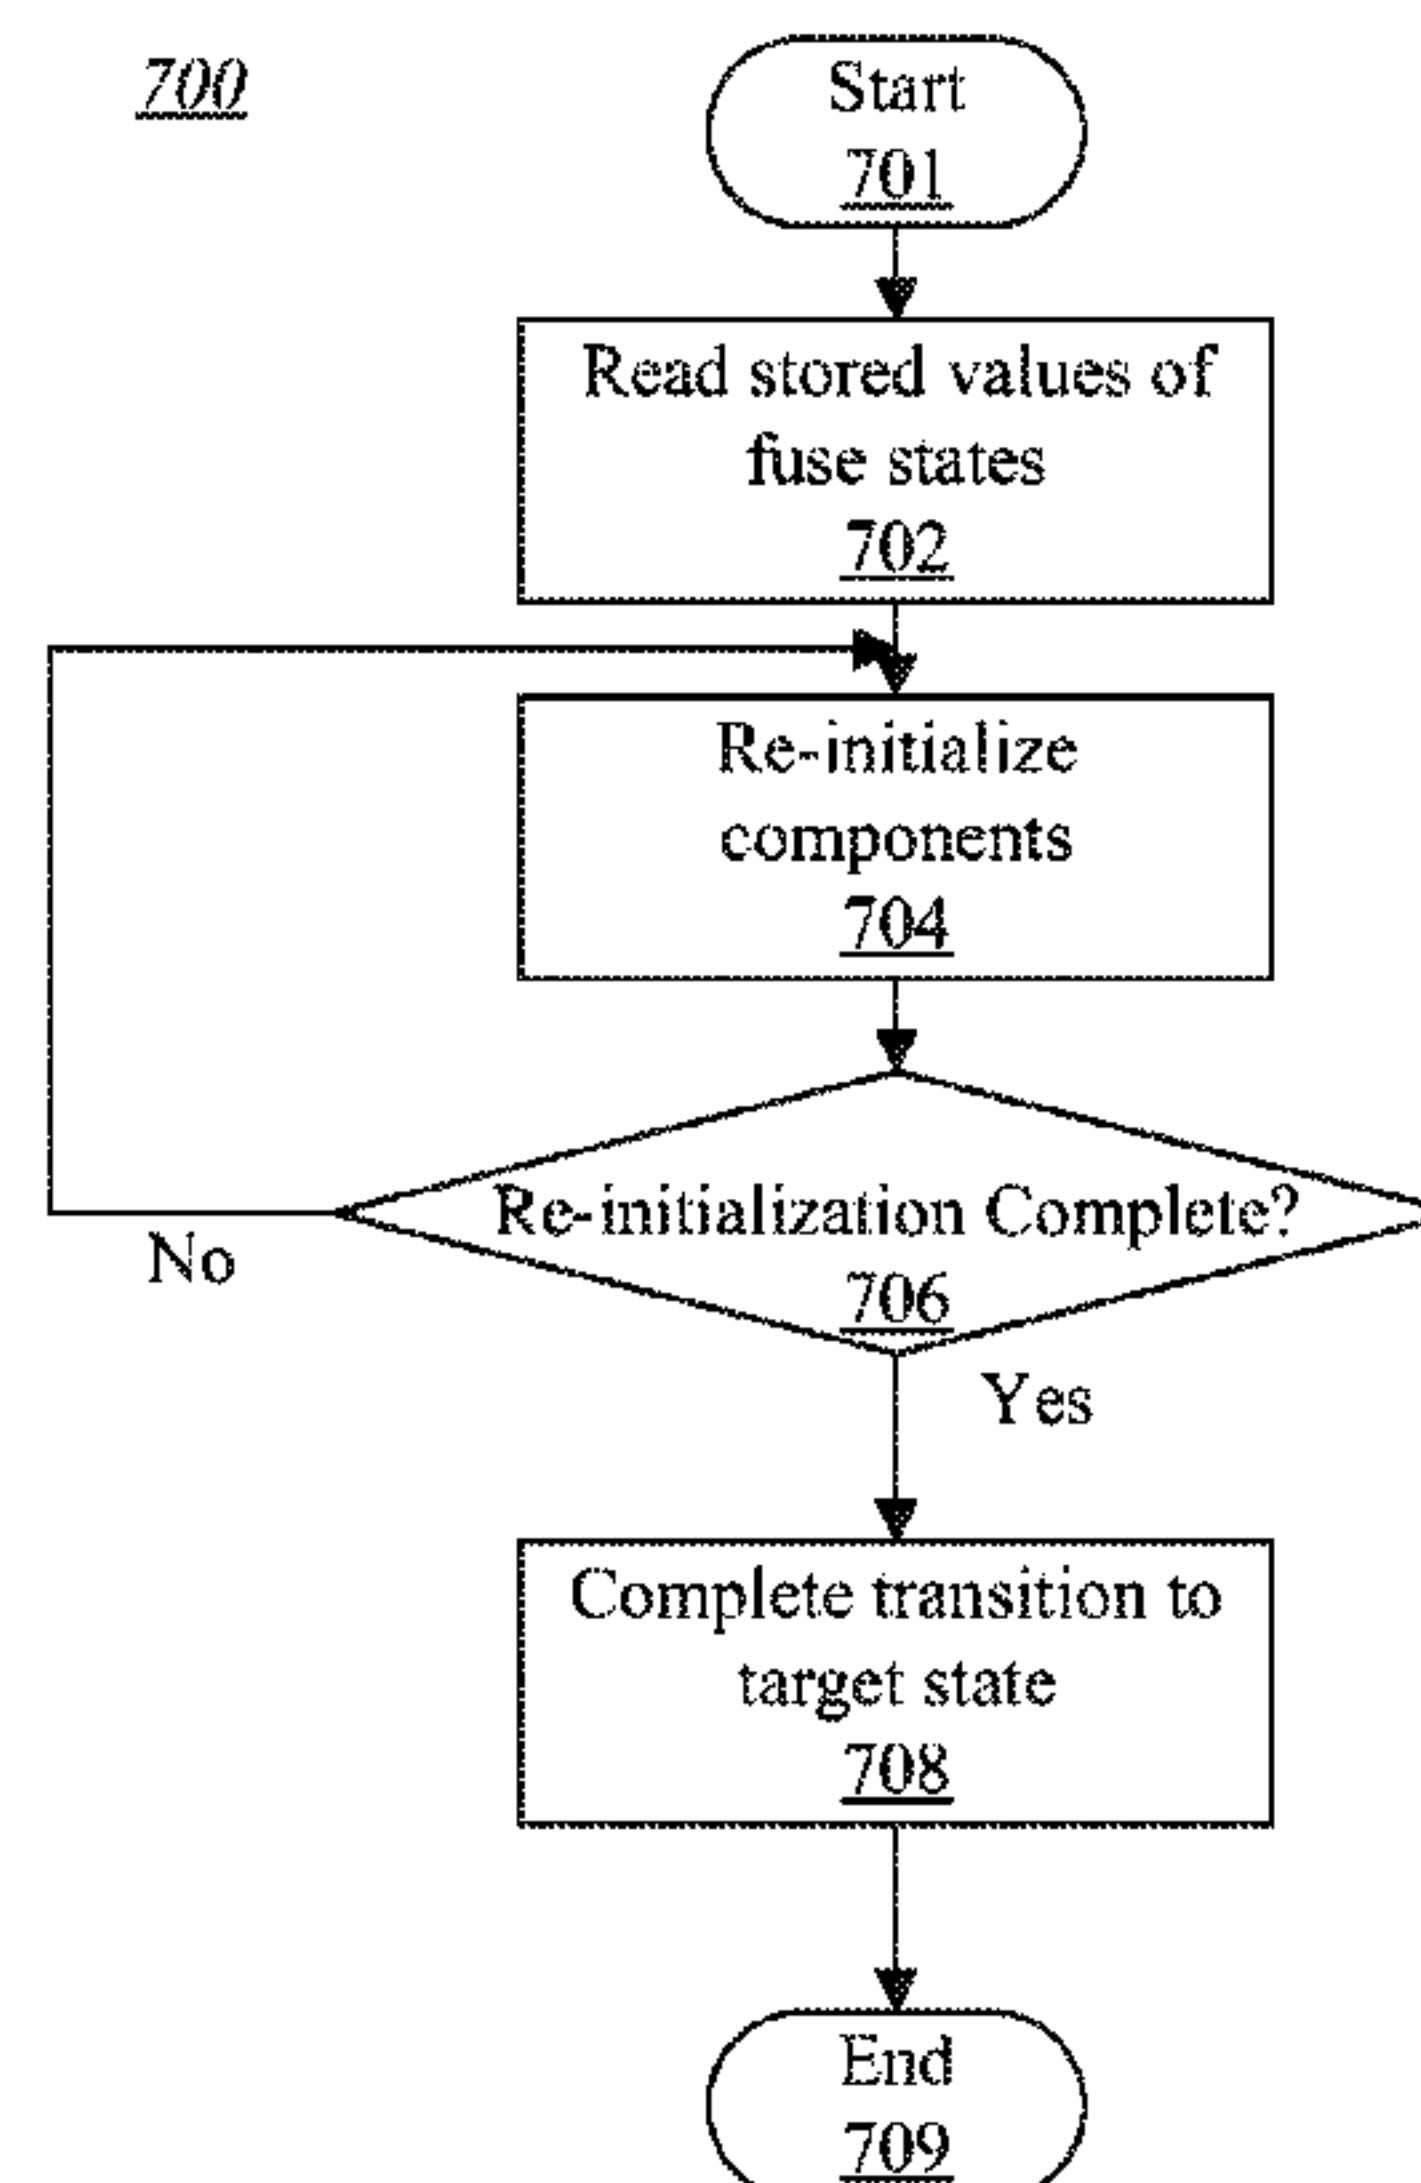 700
Start
701
Read stored values of
fuse states
702
Re-initialize
components
704
Re-initialization Complete?
706
No
Yes
Complete transition to
target state
708
End
709